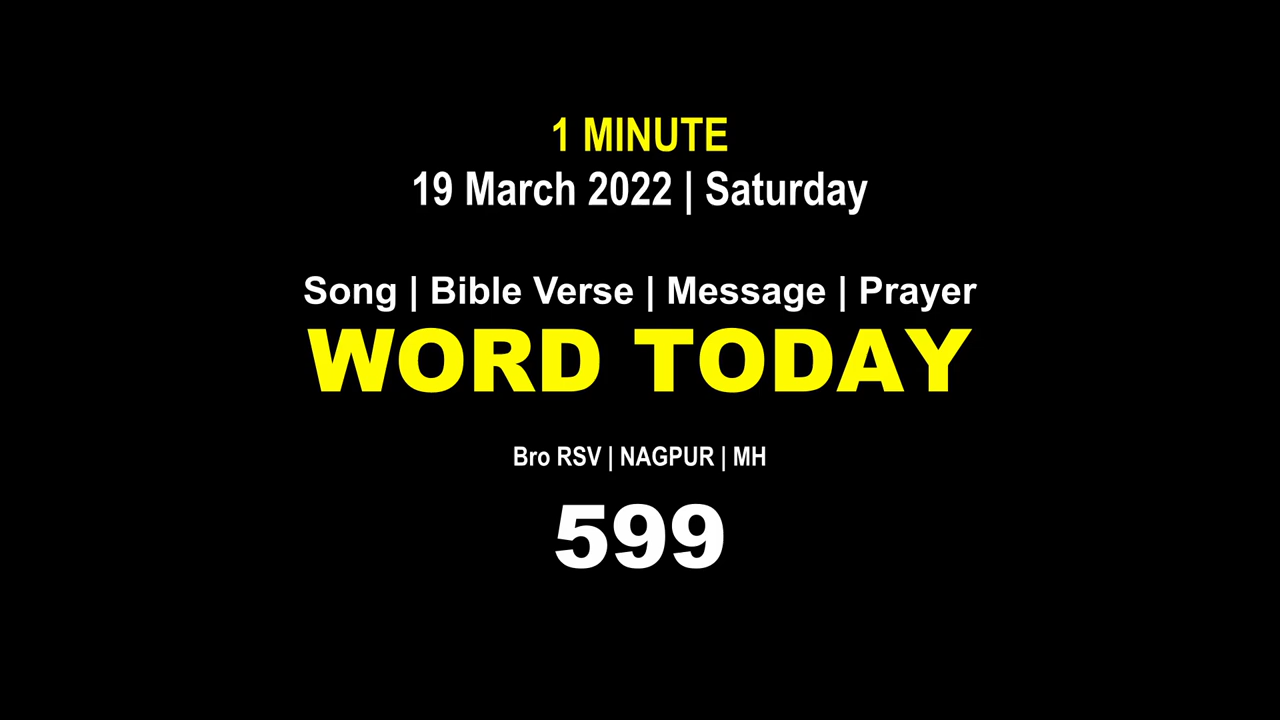 1 MINUTE
19 March 2022 | Saturday
Song | Bible Verse | Message | Prayer
WORD TODAY
Bro RSV | NAGPUR | MH
599